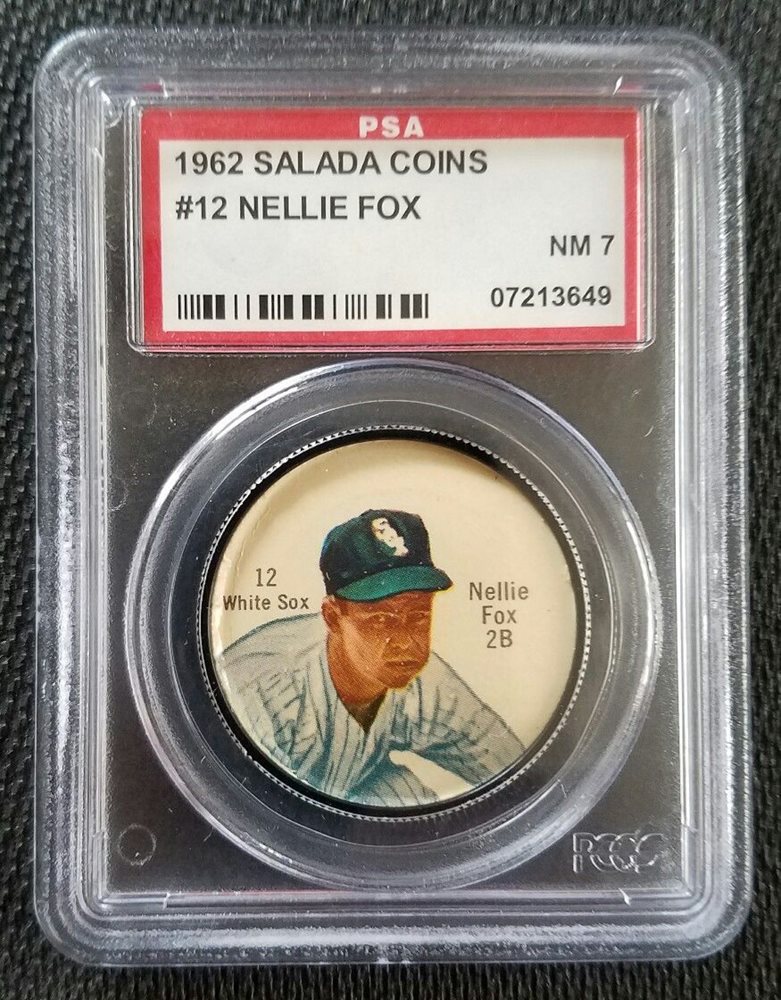 PSA
1962 SALADA COINS
#12 NELLIE FOX
NM 7
07213649
12
White Sox
Nellie
Fox
2B
PCGS